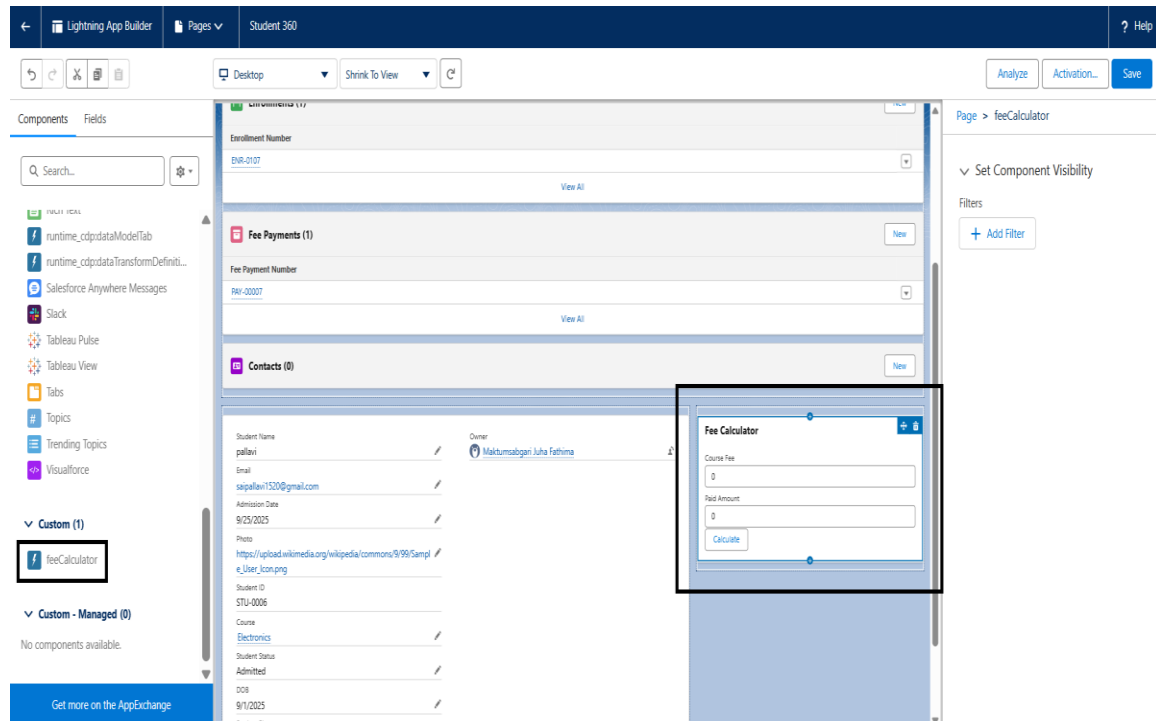 Lightning App Builder
Pages
Student 360
? Help
Desktop
Shrink To View
Analyze
Activation...
Save
Components
Fields
Search...
Rich Text
runtime_cdp:dataModelTab
runtime_cdp:dataTransformDefiniti...
Salesforce Anywhere Messages
Slack
Tableau Pulse
Tableau View
Tabs
Topics
Trending Topics
Visualforce
Custom (1)
feeCalculator
Custom - Managed (0)
No components available.
Get more on the AppExchange
Enrollments (1)
New
Enrollment Number
ENR-0107
View All
Fee Payments (1)
New
Fee Payment Number
PAY-00007
View All
Contacts (0)
New
Student Name
pallavi
Email
saipallavi1520@gmail.com
Admission Date
9/25/2025
Photo
https://upload.wikimedia.org/wikipedia/commons/9/99/Sampl
e_User_Icon.png
Student ID
STU-0006
Course
Electronics
Student Status
Admitted
DOB
9/1/2025
Owner
Maktumsabgari Juha Fathima
Fee Calculator
Course Fee
0
Paid Amount
0
Calculate
Page > feeCalculator
Set Component Visibility
Filters
+ Add Filter